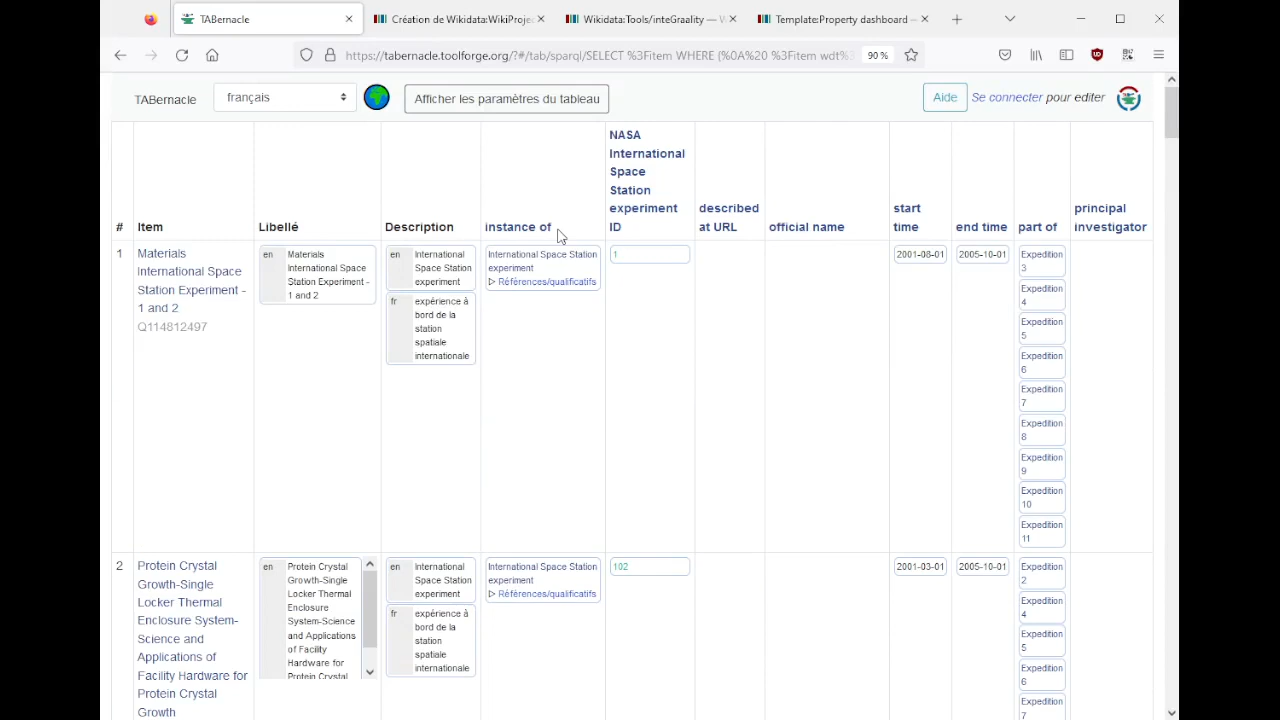 TABernacle
Création de Wikidata:WikiProje
Wikidata:Tools/inteGraality — W
Template:Property dashboard —
https://tabernacle.toolforge.org/?#/tab/sparql/SELECT %3Fitem WHERE {%0A%20 %3Fitem wdt%3
90%
TABernacle
français
Afficher les paramètres du tableau
Aide
Se connecter pour editer
#
Item
Libellé
Description
instance of
NASA
International
Space
Station
experiment
ID
described
at URL
official name
start
time
end time
part of
principal
investigator
1
Materials
International Space
Station Experiment -
1 and 2
Q114812497
en
Materials
International Space
Station Experiment -
1 and 2
en
International
Space Station
experiment
fr
expérience à
bord de la
station
spatiale
internationale
International Space Station
experiment
▷ Références/qualificatifs
1
2001-08-01
2005-10-01
Expedition
3
Expedition
4
Expedition
5
Expedition
6
Expedition
7
Expedition
8
Expedition
9
Expedition
10
Expedition
11
2
Protein Crystal
Growth-Single
Locker Thermal
Enclosure System-
Science and
Applications of
Facility Hardware for
Protein Crystal
Growth
en
Protein Crystal
Growth-Single
Locker Thermal
Enclosure
System-Science
and Applications
of Facility
Hardware for
Protein Crystal
en
International
Space Station
experiment
fr
expérience à
bord de la
station
spatiale
internationale
International Space Station
experiment
▷ Références/qualificatifs
102
2001-03-01
2005-10-01
Expedition
2
Expedition
4
Expedition
5
Expedition
6
Expedition
7